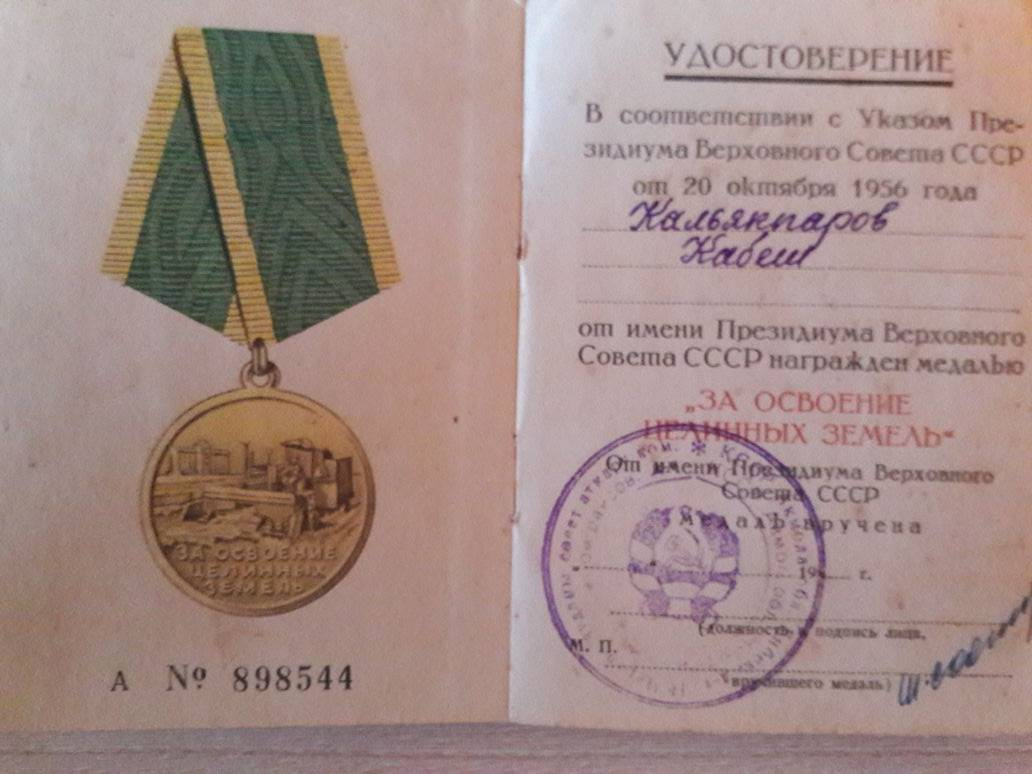 ЗА ОСВОЕНИЕ
ЦЕЛИННЫХ
ЗЕМЕЛЬ
А № 898544
УДОСТОВЕРЕНИЕ
В соответствии с Указом Пре-
зидиума Верховного Совета СССР
от 20 октября 1956 года
Кальякпаров
Кабеш
от имени Президиума Верховного
Совета СССР награжден медалью
„ЗА ОСВОЕНИЕ
ЦЕЛИННЫХ ЗЕМЕЛЬ“
От имени Президиума Верховного
Совета СССР
медаль вручена
19 г.
(должность и подпись лица,
М. П.
вручившего медаль)